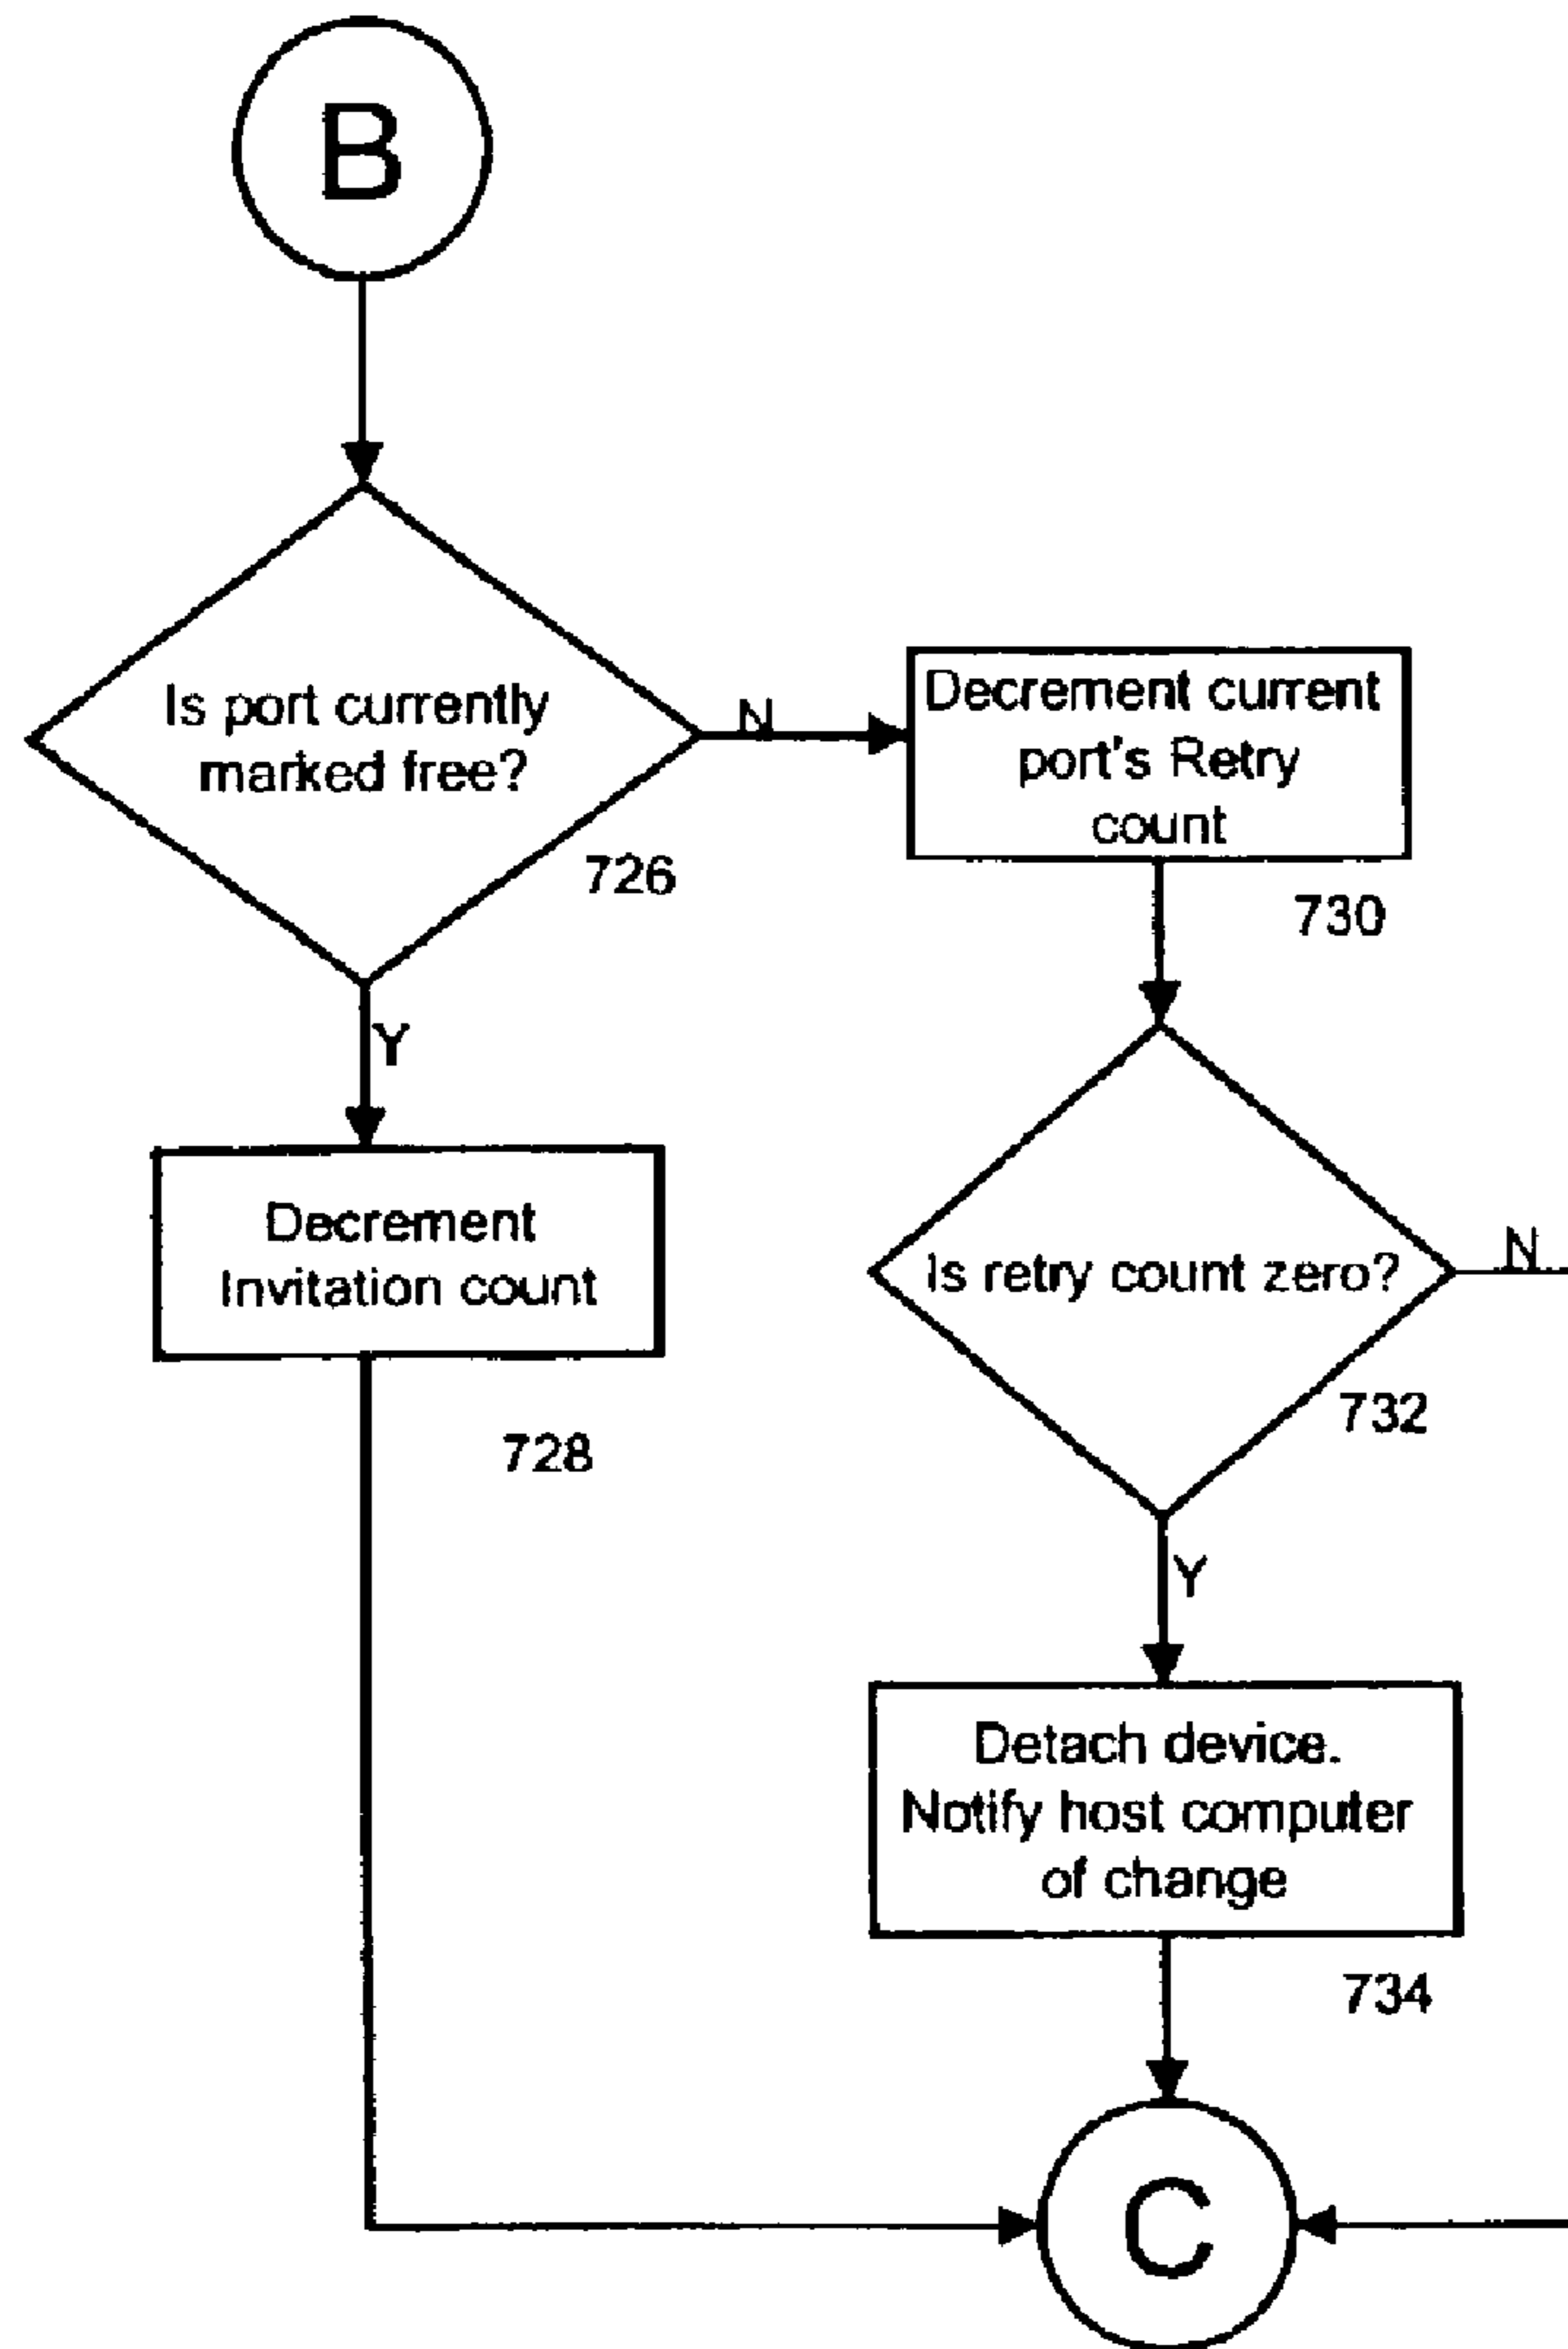 B
Is port currently
marked free?
726
N
Decrement current
port's Retry
count
730
Y
Decrement
Invitation count
728
Is retry count zero?
N
732
Y
Detach device.
Notify host computer
of change
734
C